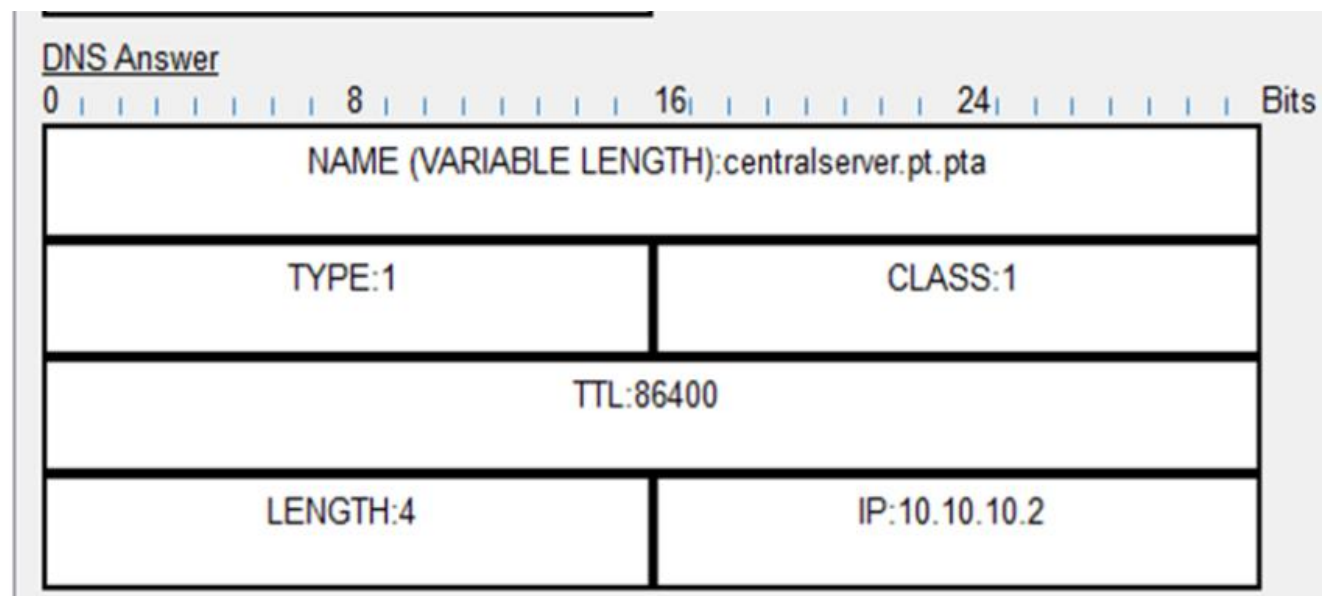 DNS Answer
0 8 16 24 Bits
NAME (VARIABLE LENGTH):centralserver.pt.pta
TYPE:1 CLASS:1
TTL:86400
LENGTH:4 IP:10.10.10.2